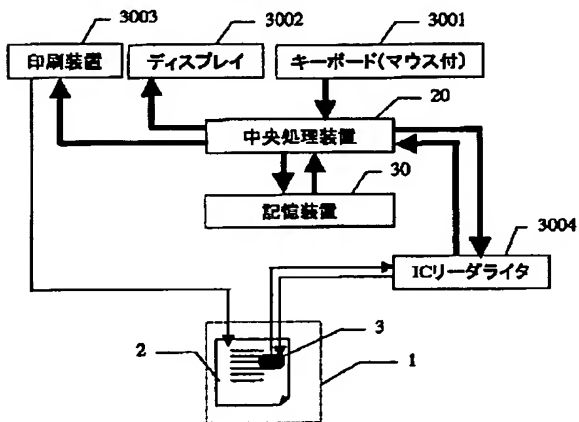 3003
3002
3001
印刷装置
ディスプレイ
キーボード(マウス付)
20
中央処理装置
30
記憶装置
3004
ICリーダライタ
3
2
1